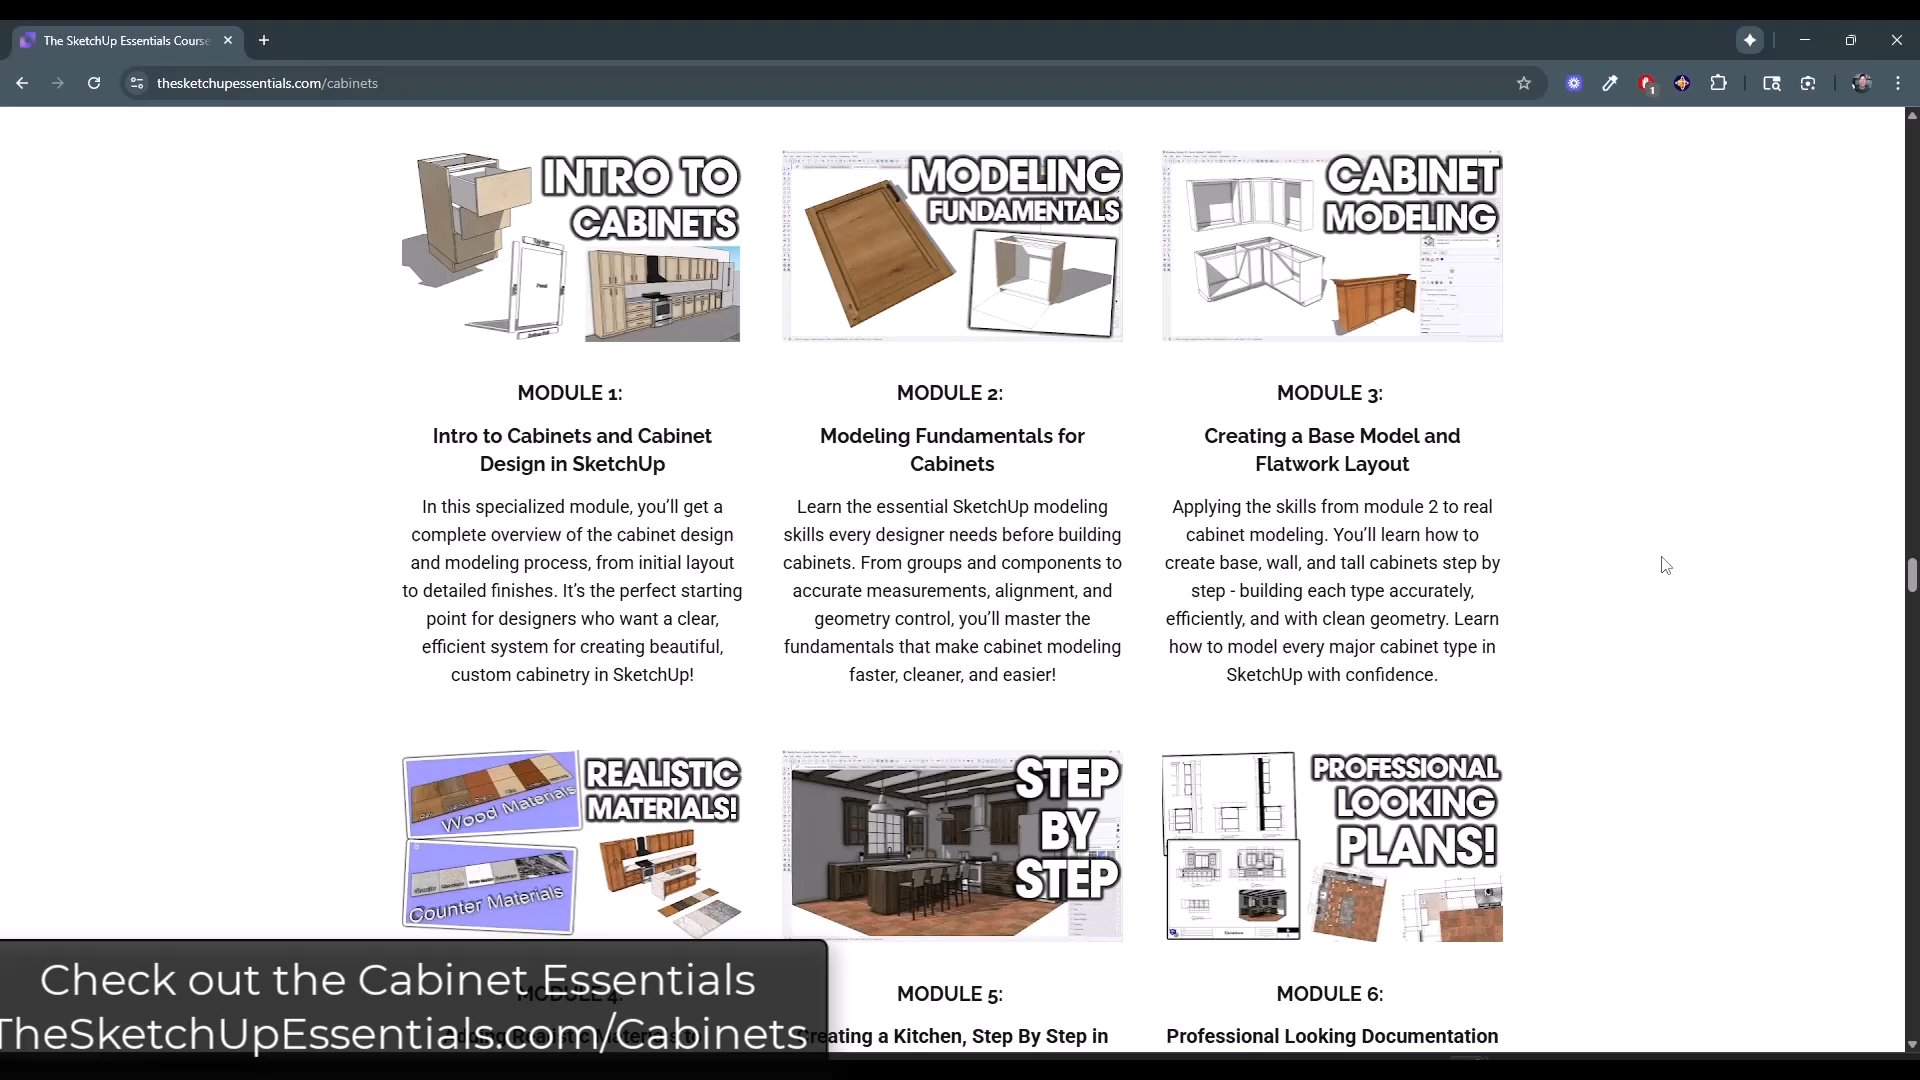 The SketchUp Essentials Course
thesketchupessentials.com/cabinets
1
INTRO TO
CABINETS
MODELING
FUNDAMENTALS
CABINET
MODELING
MODULE 1:
Intro to Cabinets and Cabinet
Design in SketchUp
In this specialized module, you’ll get a
complete overview of the cabinet design
and modeling process, from initial layout
to detailed finishes. It’s the perfect starting
point for designers who want a clear,
efficient system for creating beautiful,
custom cabinetry in SketchUp!
MODULE 2:
Modeling Fundamentals for
Cabinets
Learn the essential SketchUp modeling
skills every designer needs before building
cabinets. From groups and components to
accurate measurements, alignment, and
geometry control, you’ll master the
fundamentals that make cabinet modeling
faster, cleaner, and easier!
MODULE 3:
Creating a Base Model and
Flatwork Layout
Applying the skills from module 2 to real
cabinet modeling. You’ll learn how to
create base, wall, and tall cabinets step by
step - building each type accurately,
efficiently, and with clean geometry. Learn
how to model every major cabinet type in
SketchUp with confidence.
Wood Materials
Counter Materials
REALISTIC
MATERIALS!
STEP
BY
STEP
PROFESSIONAL
LOOKING
PLANS!
MODULE 4:
Adding Realistic Materials to
MODULE 5:
Creating a Kitchen, Step By Step in
MODULE 6:
Professional Looking Documentation
Check out the Cabinet Essentials
TheSketchUpEssentials.com/Cabinets